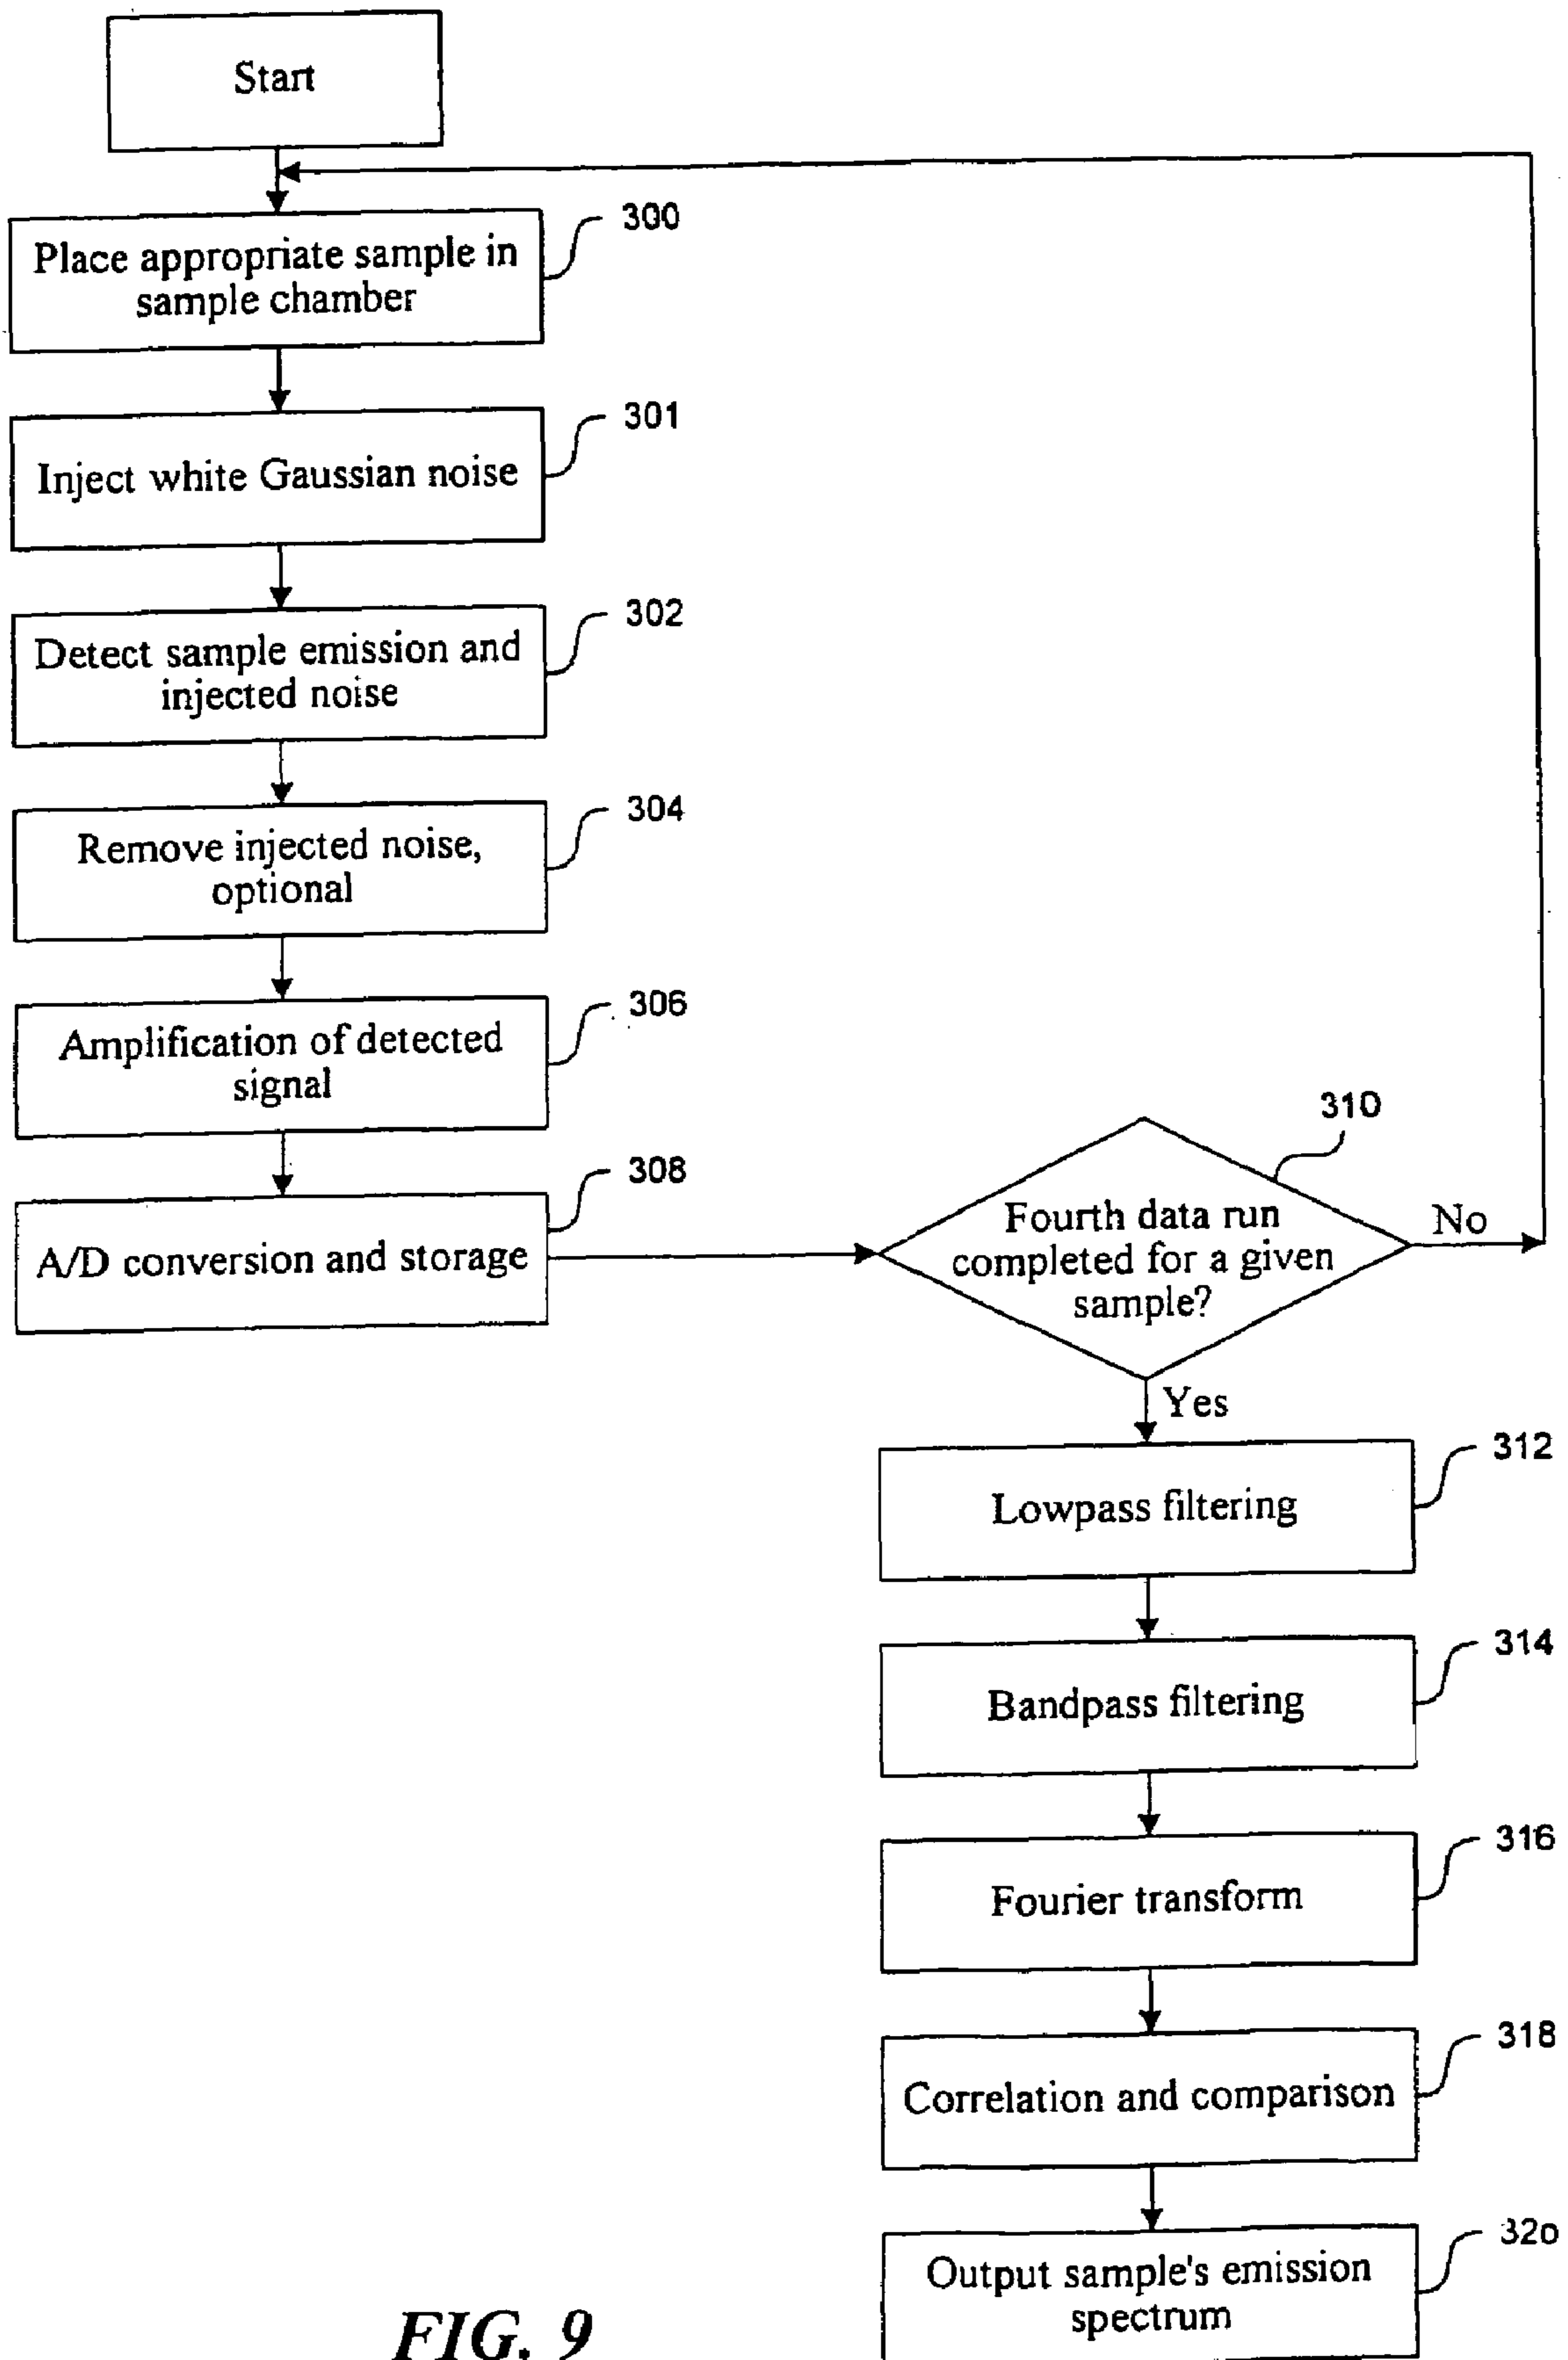 Start
300
Place appropriate sample in
sample chamber
301
Inject white Gaussian noise
302
Detect sample emission and
injected noise
304
Remove injected noise,
optional
306
Amplification of detected
signal
308
A/D conversion and storage
310
Fourth data run
completed for a given
sample?
No
Yes
312
Lowpass filtering
314
Bandpass filtering
316
Fourier transform
318
Correlation and comparison
320
Output sample's emission
spectrum
FIG. 9